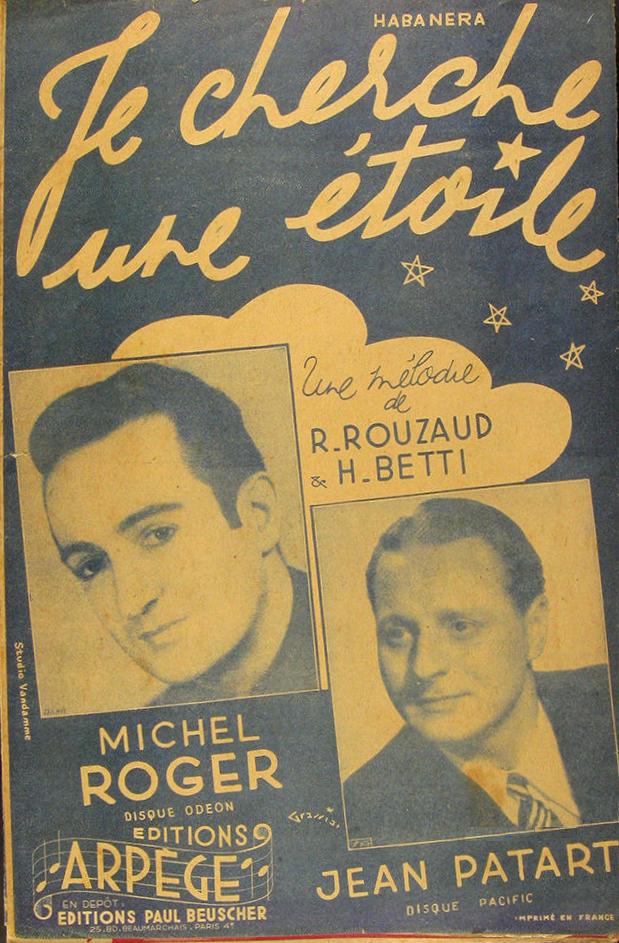 HABANERA
Je cherche
une étoile
Une mélodie
de
R. ROUZAUD
& H. BETTI
Studio Vandamme
MICHEL
ROGER
DISQUE ODEON
EDITIONS
ARPÈGE
EN DEPÔT :
EDITIONS PAUL BEUSCHER
25, BD. BEAUMARCHAIS. PARIS 4e
JEAN PATART
DISQUE PACIFIC
IMPRIMÉ EN FRANCE